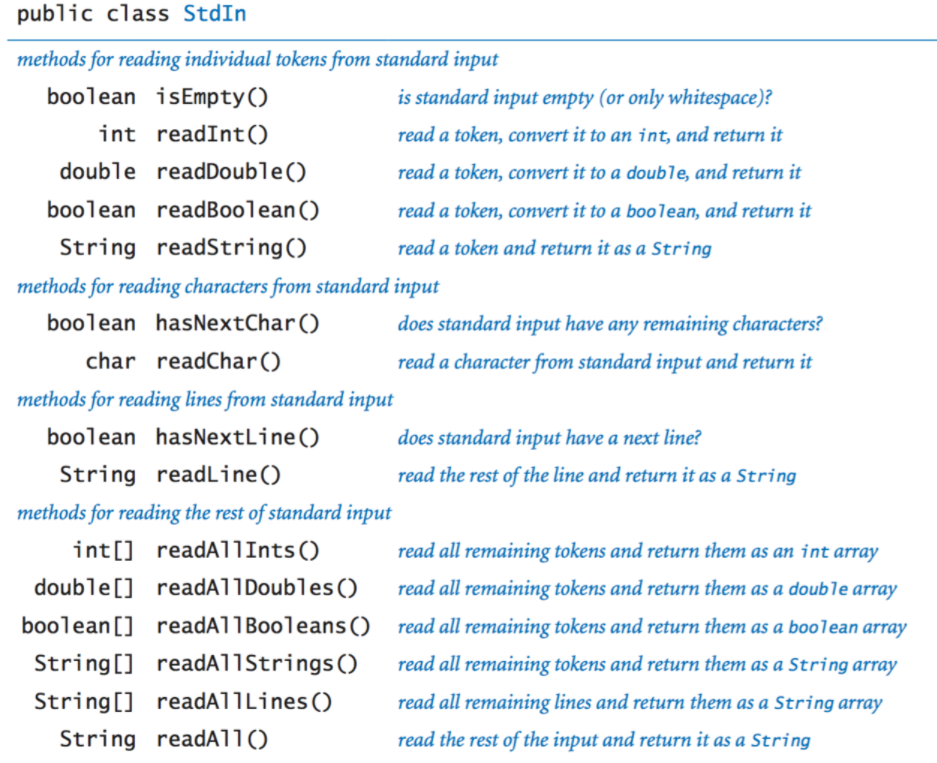 public class StdIn
methods for reading individual tokens from standard input
boolean isEmpty() is standard input empty (or only whitespace)?
int readInt() read a token, convert it to an int, and return it
double readDouble() read a token, convert it to a double, and return it
boolean readBoolean() read a token, convert it to a boolean, and return it
String readString() read a token and return it as a String
methods for reading characters from standard input
boolean hasNextChar() does standard input have any remaining characters?
char readChar() read a character from standard input and return it
methods for reading lines from standard input
boolean hasNextLine() does standard input have a next line?
String readLine() read the rest of the line and return it as a String
methods for reading the rest of standard input
int[] readAllInts() read all remaining tokens and return them as an int array
double[] readAllDoubles() read all remaining tokens and return them as a double array
boolean[] readAllBooleans() read all remaining tokens and return them as a boolean array
String[] readAllStrings() read all remaining tokens and return them as a String array
String[] readAllLines() read all remaining lines and return them as a String array
String readAll() read the rest of the input and return it as a String